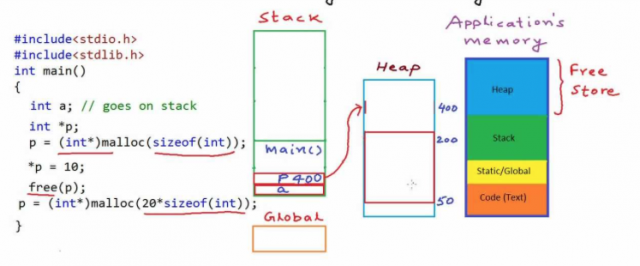 #include<stdio.h>
#include<stdlib.h>
int main()
{
int a; // goes on stack
int *p;
p = (int*)malloc(sizeof(int));
*p = 10;
free(p);
p = (int*)malloc(20*sizeof(int));
}
Stack
main()
P 400
a
Global
Heap
400
200
50
Application's
memory
Heap
Stack
Static/Global
Code (Text)
Free
Store